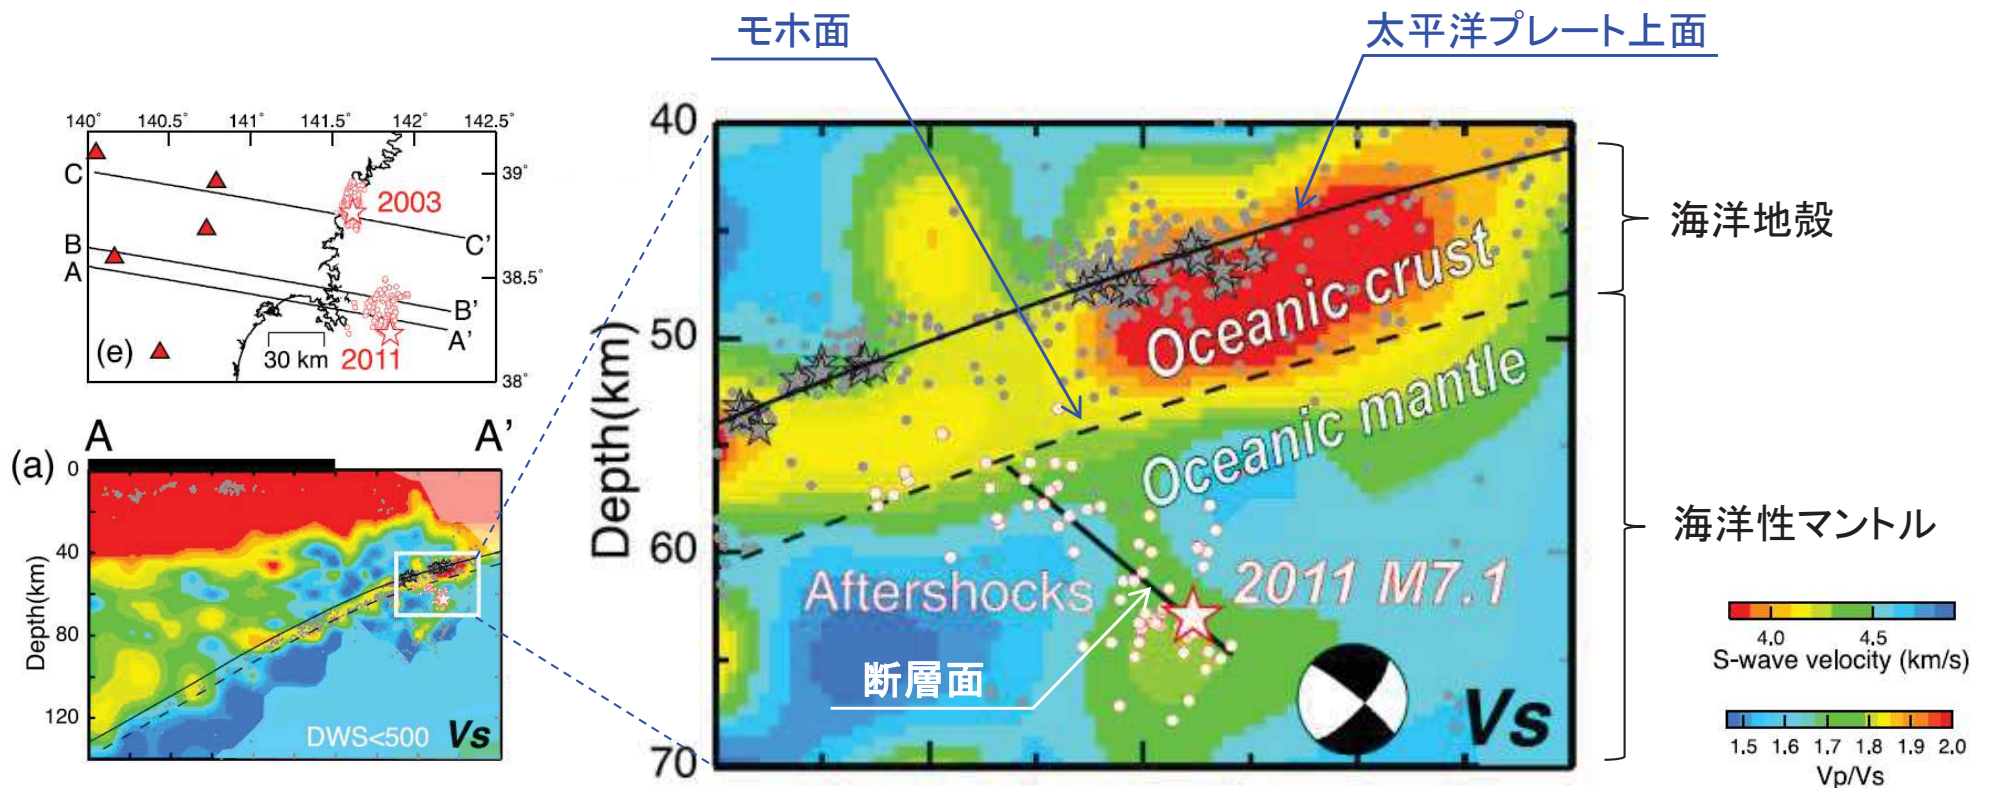 モホ面
太平洋プレート上面
140° 140.5° 141° 141.5° 142° 142.5°
C
39°
2003
B
C'
A
38.5°
B'
A'
(e)
30 km
2011
38°
A
A'
(a)
0
40
80
120
Depth(km)
DWS<500
Vs
40
50
60
70
Depth(km)
Oceanic crust
Oceanic mantle
Aftershocks
2011 M7.1
断層面
Vs
海洋地殻
海洋性マントル
4.0 4.5
S-wave velocity (km/s)
1.5 1.6 1.7 1.8 1.9 2.0
Vp/Vs